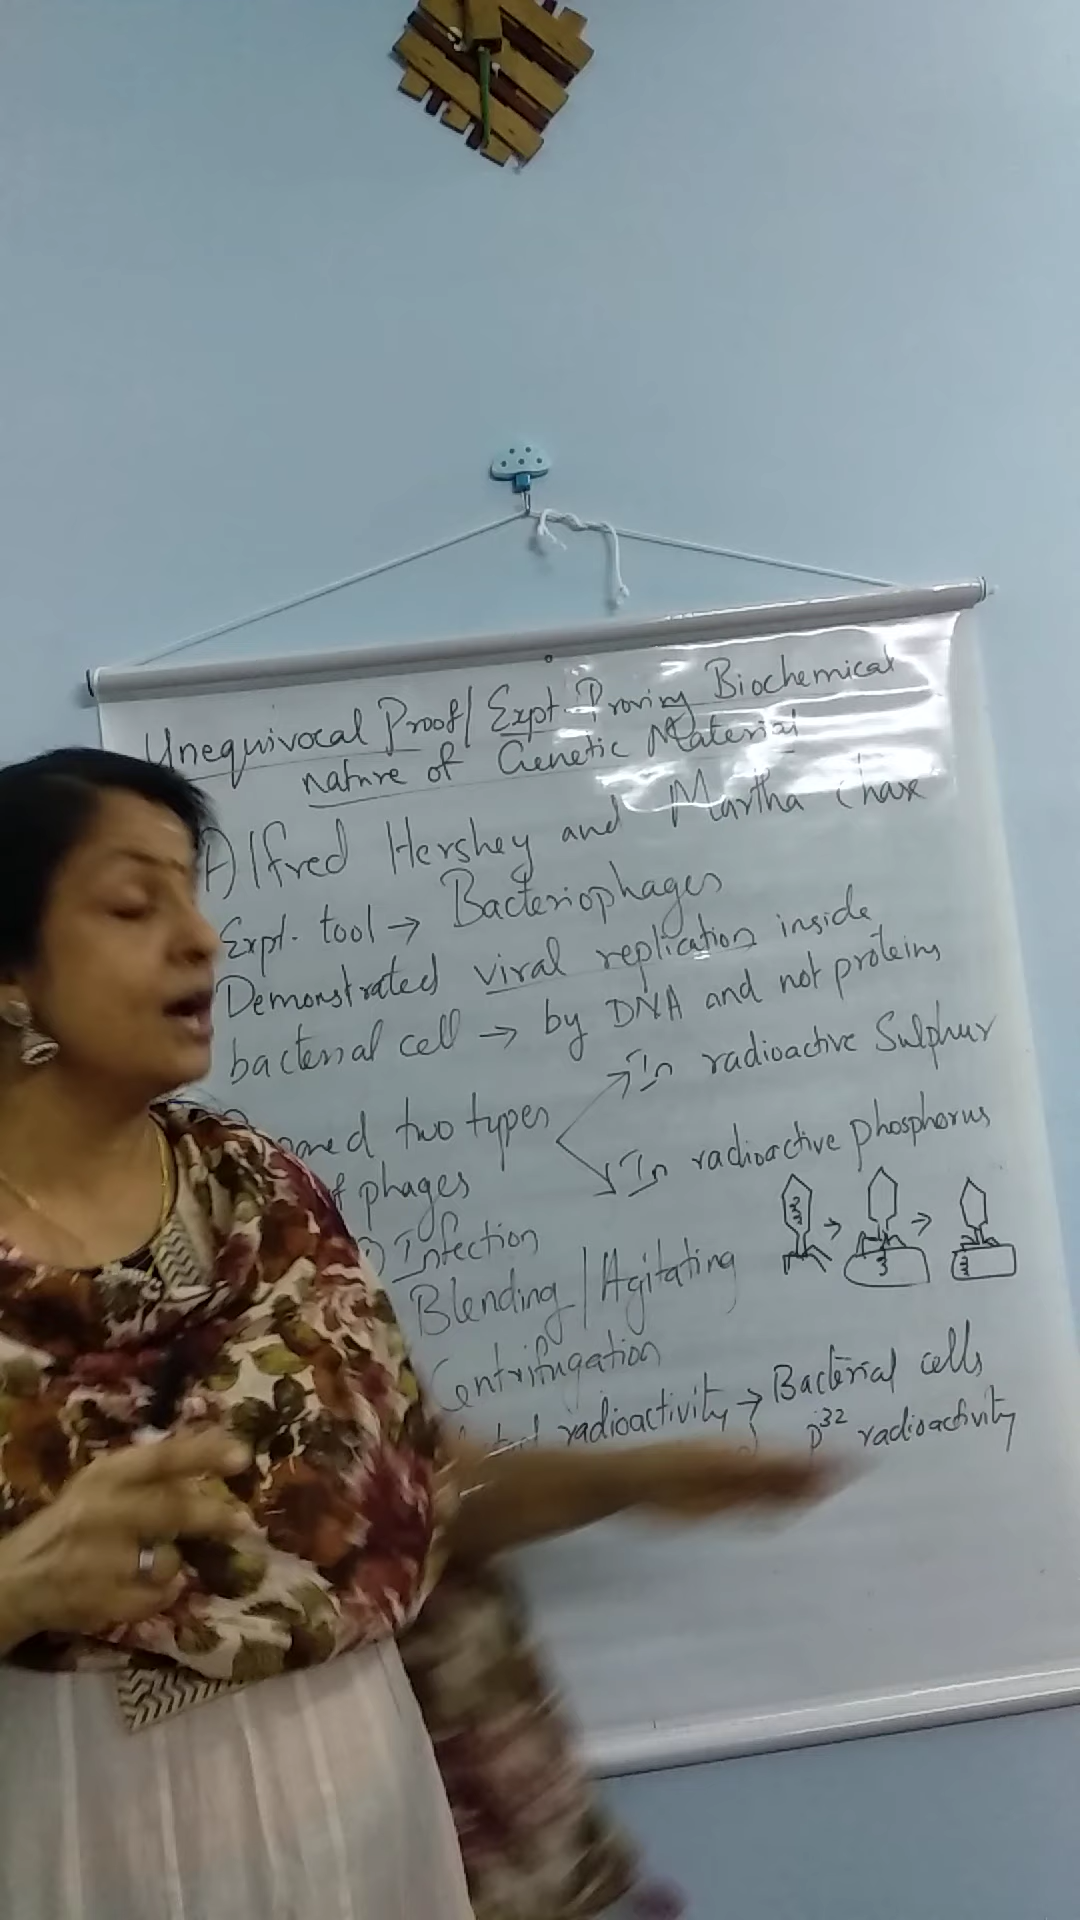 Unequivocal Proof/Expt. Proving Biochemical
nature of Genetic Material
Alfred Hershey and Martha Chase
Expt. tool → Bacteriophages
Demonstrated viral replication inside
bacterial cell → by DNA and not proteins
→ In radioactive Sulphur
two types
→ In radioactive phosphorus
phages
Infection
Blending/Agitating
Centrifugation
radioactivity → Bacterial cells
P32 radioactivity